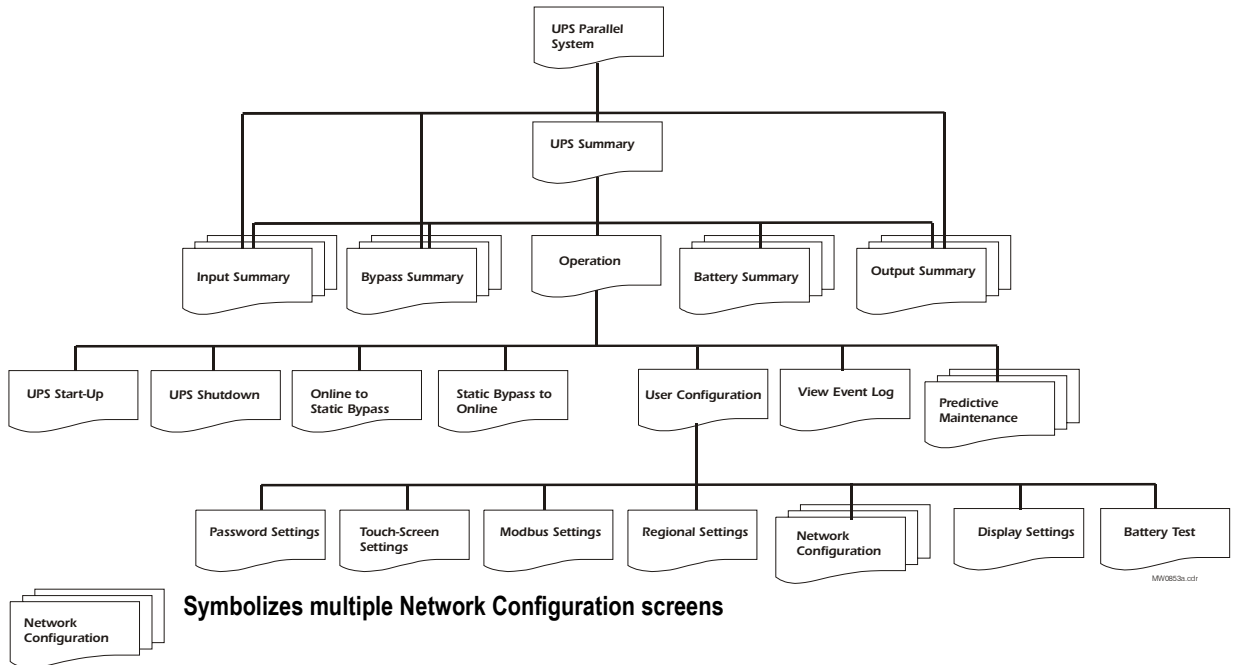 UPS Parallel
System
UPS Summary
Input Summary
Bypass Summary
Operation
Battery Summary
Output Summary
UPS Start-Up
UPS Shutdown
Online to
Static Bypass
Static Bypass to
Online
User Configuration
View Event Log
Predictive
Maintenance
Password Settings
Touch-Screen
Settings
Modbus Settings
Regional Settings
Network
Configuration
Display Settings
Battery Test
MW0853a.cdr
Network
Configuration
Symbolizes multiple Network Configuration screens